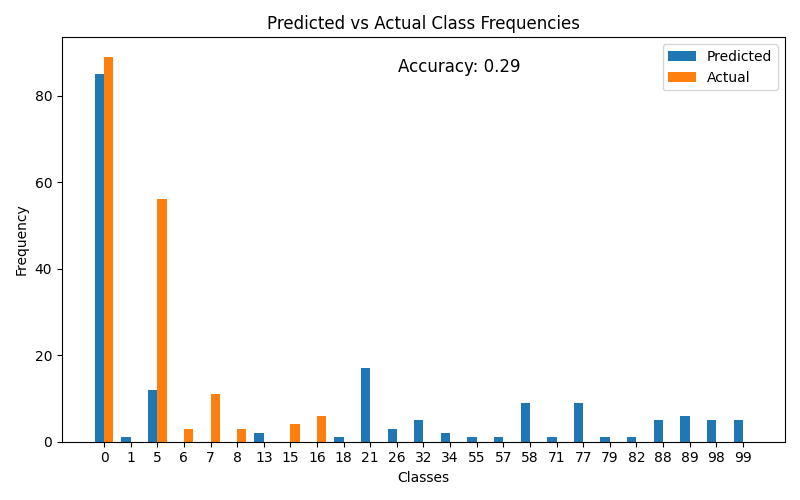 Predicted vs Actual Class Frequencies
Accuracy: 0.29
Predicted
Actual
Frequency
80
60
40
20
0
0 1 5 6 7 8 13 15 16 18 21 26 32 34 55 57 58 71 77 79 82 88 89 98 99
Classes